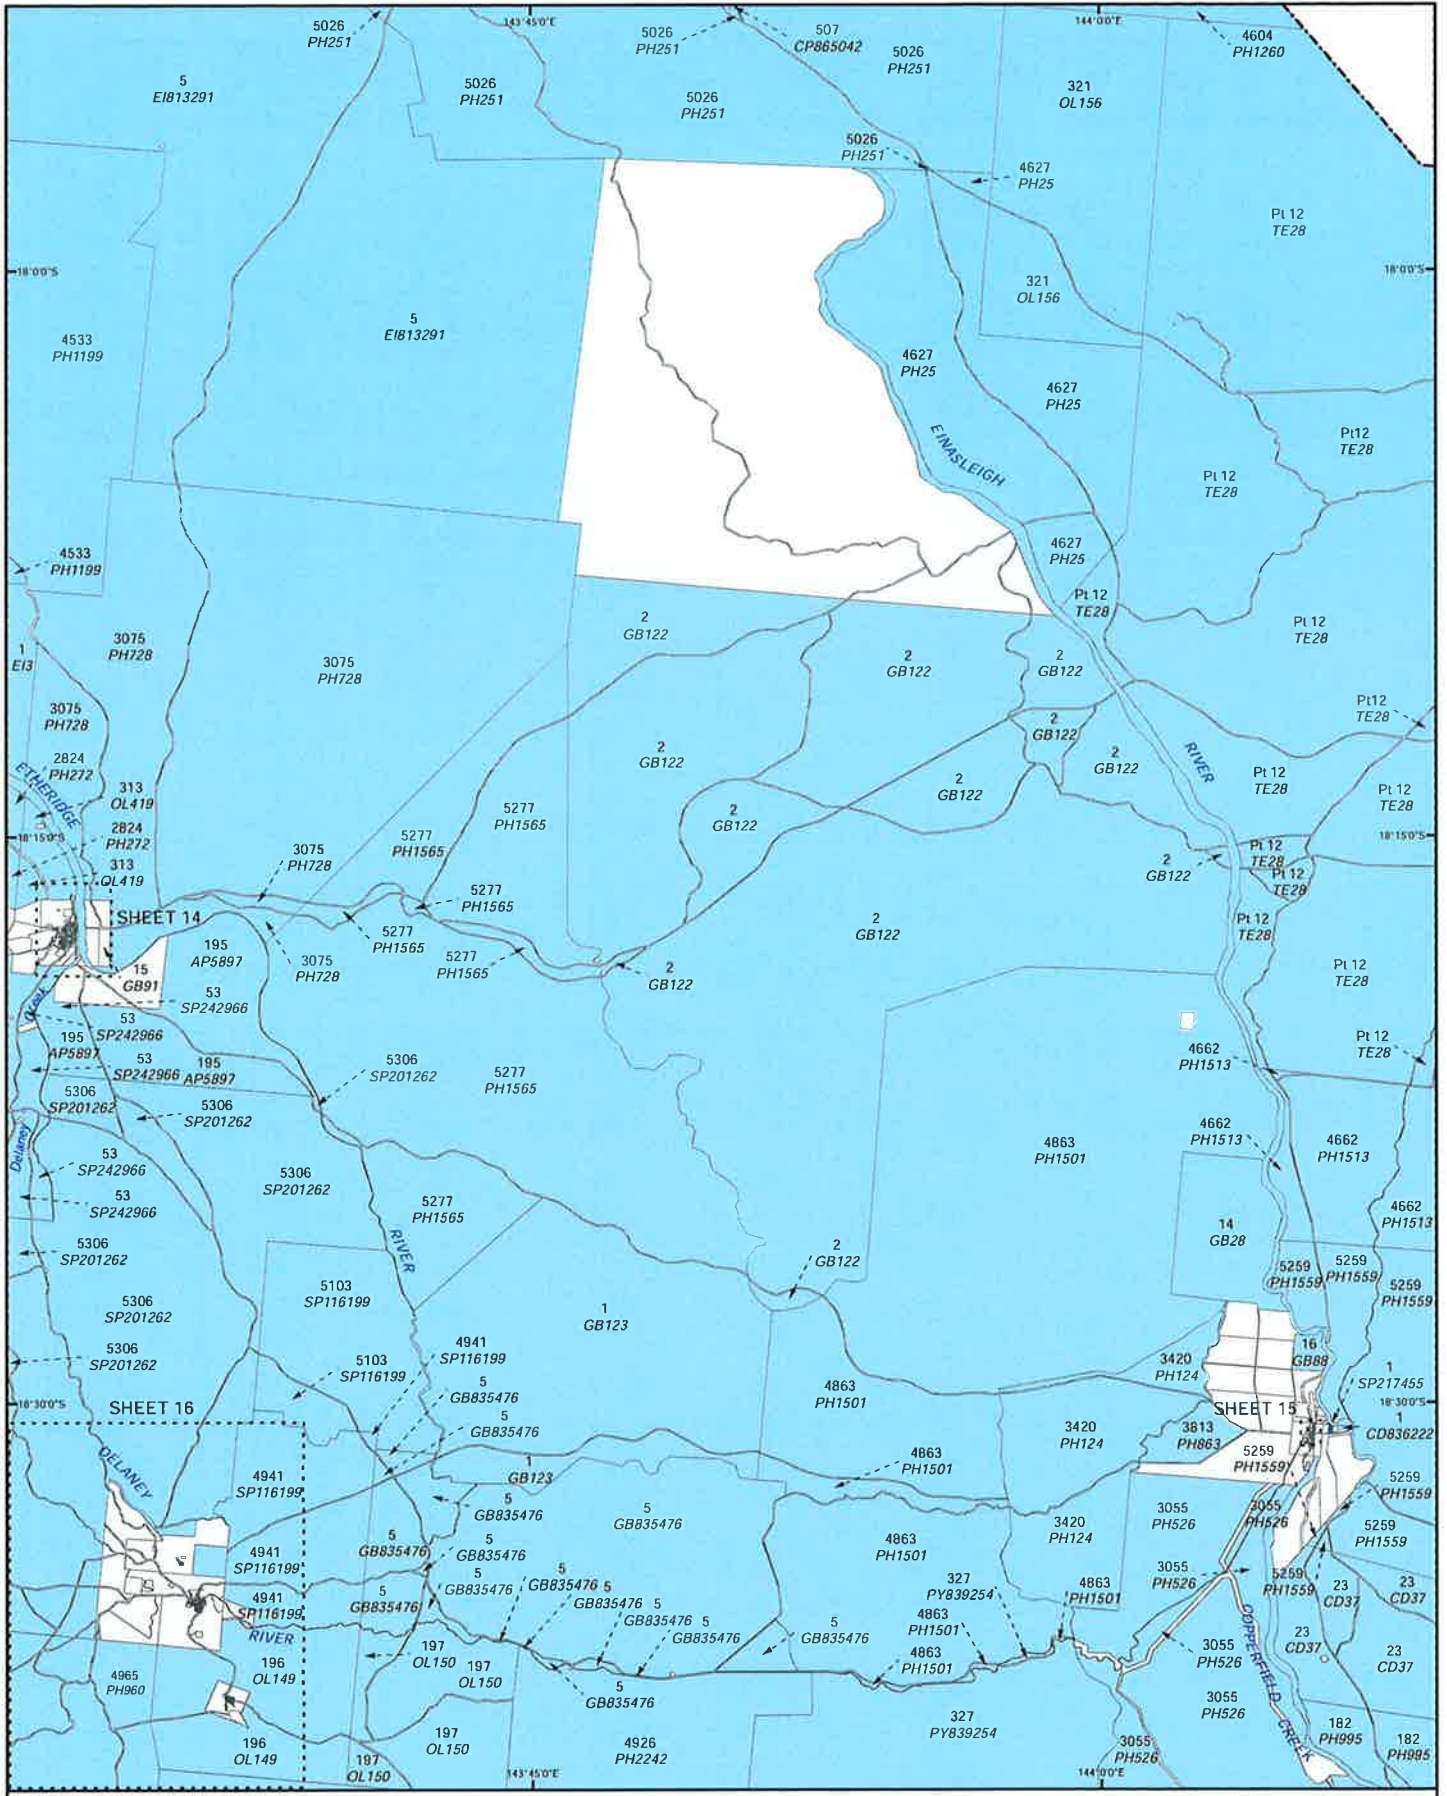 5026
PH251
143°45'0"E
5026
PH251
507
CP865042
5026
PH251
144°0'0"E
4604
PH1260
5
EI813291
5026
PH251
5026
PH251
321
OL156
5026
PH251
4627
PH25
Pt 12
TE28
18°0'0"S
18°0'0"S
321
OL156
5
EI813291
4533
PH1199
4627
PH25
4627
PH25
EINASLEIGH
Pt12
TE28
Pt 12
TE28
4533
PH1199
4627
PH25
Pt 12
TE28
2
GB122
Pt 12
TE28
1
EI3
3075
PH728
3075
PH728
2
GB122
2
GB122
3075
PH728
Pt12
TE28
2
GB122
2
GB122
2
GB122
RIVER
2824
PH272
ETHERIDGE
313
OL419
2
GB122
Pt 12
TE28
Pt 12
TE28
5277
PH1565
2
GB122
2824
PH272
18°15'0"S
18°15'0"S
5277
PH1565
3075
PH728
2
GB122
Pt 12
TE28
313
OL419
Pt 12
TE28
5277
PH1565
SHEET 14
2
GB122
Pt 12
TE28
195
AP5897
5277
PH1565
3075
PH728
5277
PH1565
2
GB122
15
GB91
Pt 12
TE28
53
SP242966
Creek
53
SP242966
195
AP5897
53
SP242966
195
AP5897
5306
SP201262
5277
PH1565
4662
PH1513
Pt 12
TE28
5306
SP201262
5306
SP201262
Delaney
4662
PH1513
4662
PH1513
4863
PH1501
53
SP242966
5306
SP201262
53
SP242966
5277
PH1565
4662
PH1513
14
GB28
RIVER
5306
SP201262
2
GB122
5259
PH1559
5259
PH1559
5259
PH1559
5103
SP116199
5306
SP201262
1
GB123
5306
SP201262
4941
SP116199
16
GB88
5103
SP116199
3420
PH124
1
SP217455
5
GB835476
4863
PH1501
18°30'0"S
SHEET 16
SHEET 15
18°30'0"S
5
GB835476
3420
PH124
3813
PH863
1
CD836222
DELANEY
4863
PH1501
5259
PH1559
1
GB123
4941
SP116199
5259
PH1559
5
GB835476
5
GB835476
3055
PH526
3055
PH526
3420
PH124
5259
PH1559
5
GB835476
5
GB835476
4863
PH1501
4941
SP116199
3055
PH526
5259
PH1559
23
CD37
23
CD37
5
GB835476
5
GB835476
5
GB835476
5
GB835476
327
PY839254
4863
PH1501
4941
SP116199
5
GB835476
5
GB835476
5
GB835476
4863
PH1501
RIVER
COPPERFIELD
23
CD37
3055
PH526
23
CD37
197
OL150
4863
PH1501
4965
PH960
196
OL149
197
OL150
5
GB835476
3055
PH526
327
PY839254
CREEK
182
PH995
182
PH995
196
OL149
197
OL150
4926
PH2242
3055
PH526
197
OL150
143°45'0"E
144°0'0"E